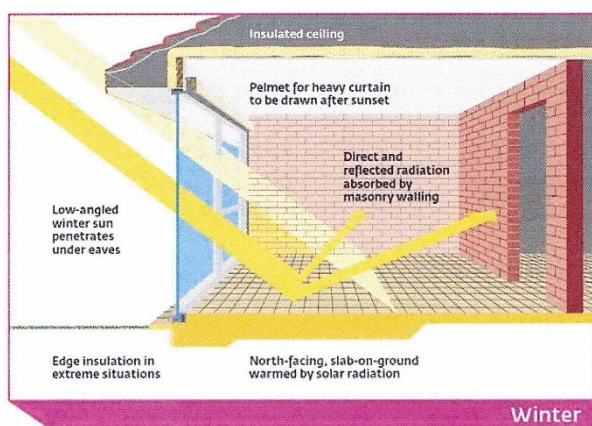 Insulated ceiling
Pelmet for heavy curtain
to be drawn after sunset
Direct and
reflected radiation
absorbed by
masonry walling
Low-angled
winter sun
penetrates
under eaves
Edge insulation in
extreme situations
North-facing, slab-on-ground
warmed by solar radiation
Winter